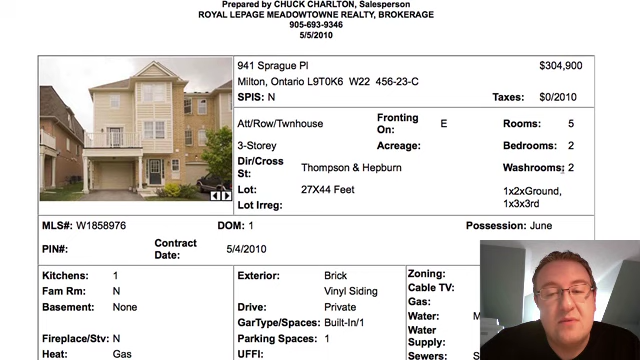 Prepared by CHUCK CHARLTON, Salesperson
ROYAL LEPAGE MEADOWTOWNE REALTY, BROKERAGE
905-693-9346
5/5/2010
941 Sprague Pl $304,900
Milton, Ontario L9T0K6 W22 456-23-C
SPIS: N Taxes: $0/2010
Att/Row/Twnhouse Fronting On: E Rooms: 5
3-Storey Acreage: Bedrooms: 2
Dir/Cross St: Thompson & Hepburn Washrooms: 2
Lot: 27X44 Feet 1x2xGround,
Lot Irreg: 1x3x3rd
MLS#: W1858976 DOM: 1 Possession: June
PIN#: Contract Date: 5/4/2010
Kitchens: 1 Exterior: Brick Zoning:
Fam Rm: N Vinyl Siding Cable TV:
Basement: None Drive: Private Gas:
GarType/Spaces: Built-In/1 Water: M
Fireplace/Stv: N Parking Spaces: 1 Water Supply:
Heat: Gas UFFI: Sewers: S